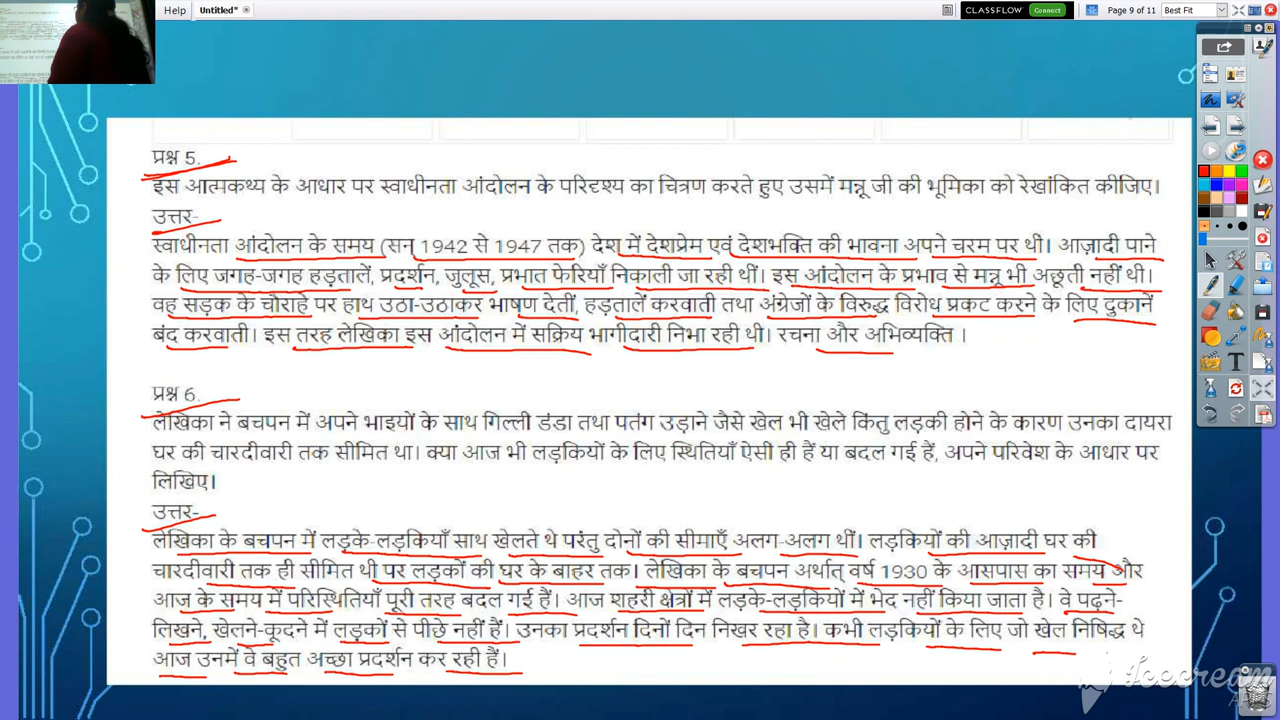 Help
Untitled*
CLASSFLOW Connect
Page 9 of 11
Best Fit
प्रश्न 5.
इस आत्मकथ्य के आधार पर स्वाधीनता आंदोलन के परिदृश्य का चित्रण करते हुए उसमें मन्नू जी की भूमिका को रेखांकित कीजिए।
उत्तर-
स्वाधीनता आंदोलन के समय (सन् 1942 से 1947 तक) देश में देशप्रेम एवं देशभक्ति की भावना अपने चरम पर थी। आज़ादी पाने
के लिए जगह-जगह हड़तालें, प्रदर्शन, जुलूस, प्रभात फेरियाँ निकाली जा रही थीं। इस आंदोलन के प्रभाव से मन्नू भी अछूती नहीं थी।
वह सड़क के चौराहे पर हाथ उठा-उठाकर भाषण देतीं, हड़तालें करवाती तथा अंग्रेजों के विरुद्ध विरोध प्रकट करने के लिए दुकानें
बंद करवाती। इस तरह लेखिका इस आंदोलन में सक्रिय भागीदारी निभा रही थी। रचना और अभिव्यक्ति ।
प्रश्न 6.
लेखिका ने बचपन में अपने भाइयों के साथ गिल्ली डंडा तथा पतंग उड़ाने जैसे खेल भी खेले किंतु लड़की होने के कारण उनका दायरा
घर की चारदीवारी तक सीमित था। क्या आज भी लड़कियों के लिए स्थितियाँ ऐसी ही हैं या बदल गई हैं, अपने परिवेश के आधार पर
लिखिए।
उत्तर-
लेखिका के बचपन में लड़के-लड़कियाँ साथ खेलते थे परंतु दोनों की सीमाएँ अलग-अलग थीं। लड़कियों की आज़ादी घर की
चारदीवारी तक ही सीमित थी पर लड़कों की घर के बाहर तक। लेखिका के बचपन अर्थात् वर्ष 1930 के आसपास का समय और
आज के समय में परिस्थितियाँ पूरी तरह बदल गई हैं। आज शहरी क्षेत्रों में लड़के-लड़कियों में भेद नहीं किया जाता है। वे पढ़ने-
लिखने, खेलने-कूदने में लड़कों से पीछे नहीं हैं। उनका प्रदर्शन दिनों दिन निखर रहा है। कभी लड़कियों के लिए जो खेल निषिद्ध थे
आज उनमें वे बहुत अच्छा प्रदर्शन कर रही हैं।